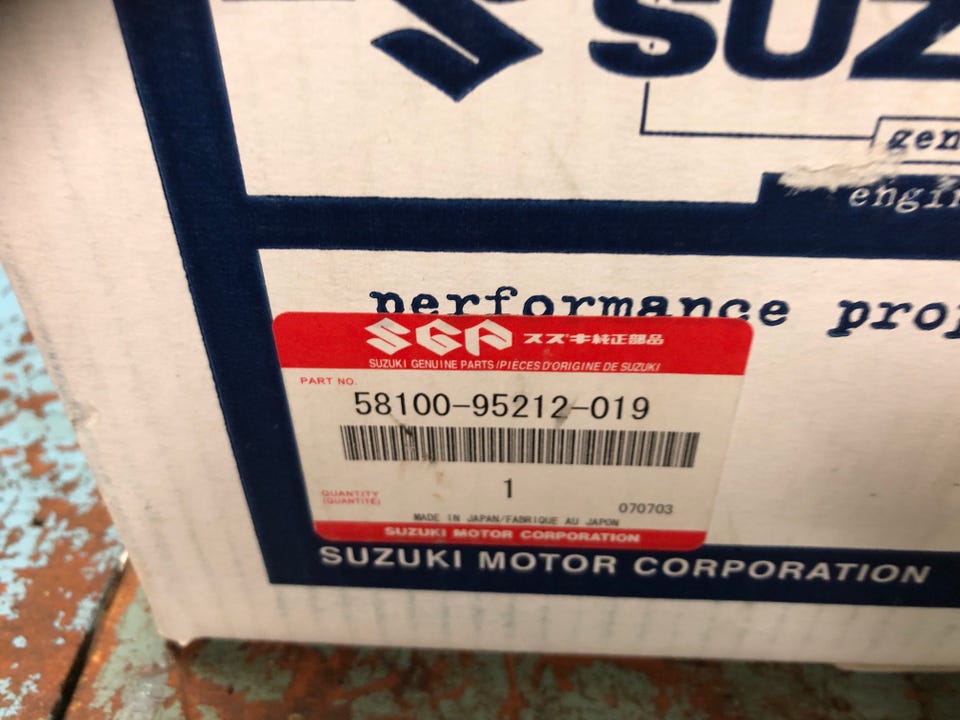 SUZ
gen
engin
performance prop
SGP スズキ純正部品
SUZUKI GENUINE PARTS/PIÈCES D'ORIGINE DE SUZUKI
PART NO.
58100-95212-019
QUANTITY
(QUANTITÉ)
1
070703
MADE IN JAPAN/FABRIQUE AU JAPON
SUZUKI MOTOR CORPORATION
SUZUKI MOTOR CORPORATION